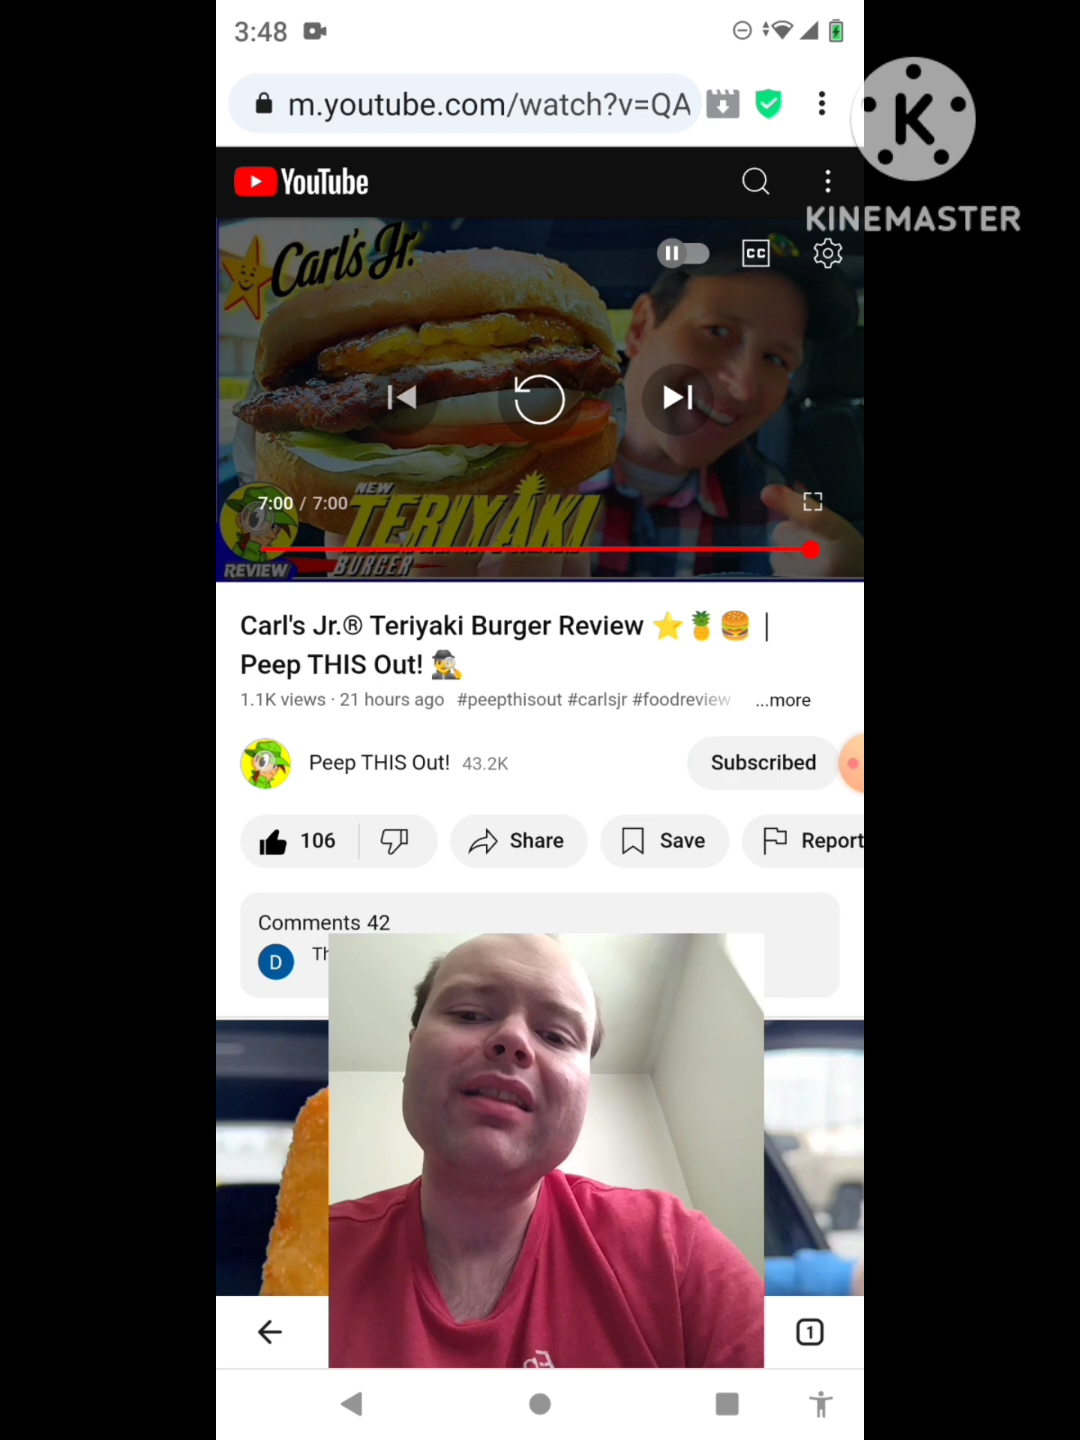 3:48
m.youtube.com/watch?v=QA
K
KINEMASTER
YouTube
Carl's Jr.
CC
7:00 / 7:00
NEW
TERIYAKI
BURGER
REVIEW
Carl's Jr.® Teriyaki Burger Review ⭐🍍🍔 |
Peep THIS Out! 🕵️
1.1K views · 21 hours ago #peepthisout #carlsjr #foodreview ...more
Peep THIS Out! 43.2K
Subscribed
106
Share
Save
Report
Comments 42
D
1